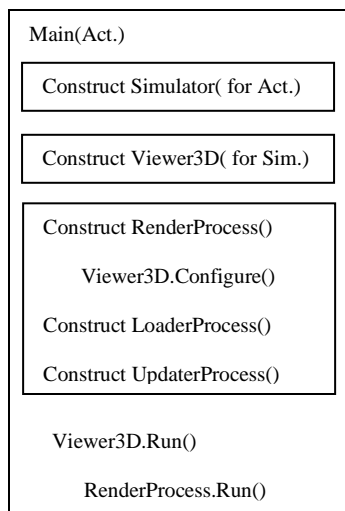 Main(Act.)
Construct Simulator( for Act.)
Construct Viewer3D( for Sim.)
Construct RenderProcess()
Viewer3D.Configure()
Construct LoaderProcess()
Construct UpdaterProcess()
Viewer3D.Run()
RenderProcess.Run()